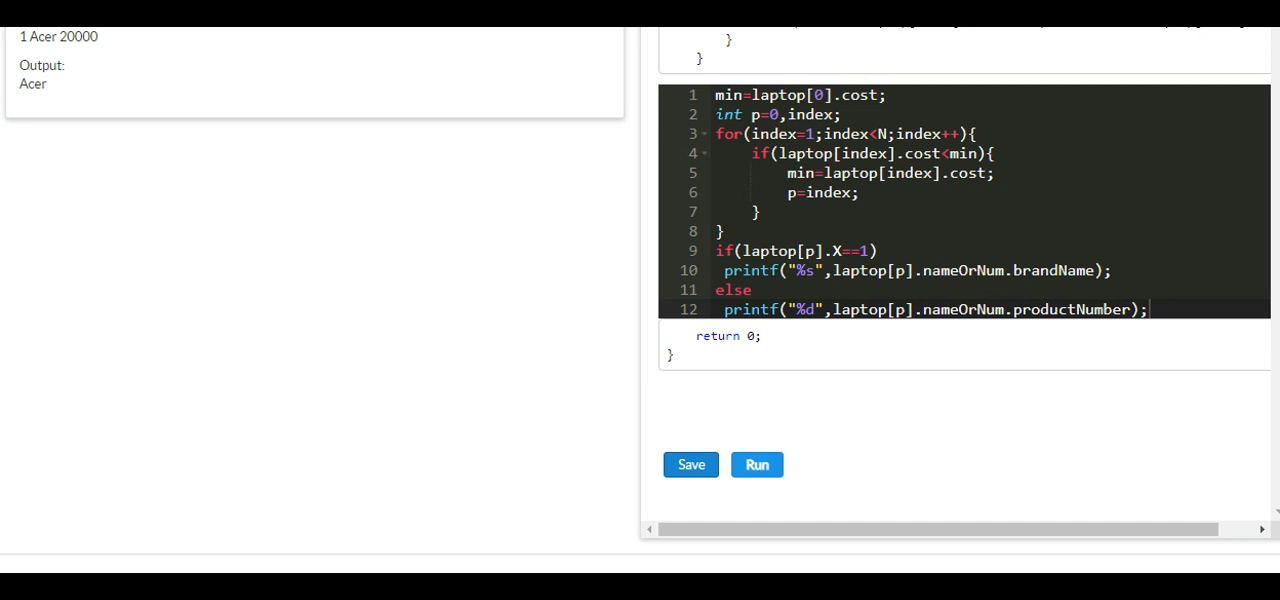 1 Acer 20000
Output:
Acer
}
}
1 min=laptop[0].cost;
2 int p=0,index;
3 for(index=1;index<N;index++){
4 if(laptop[index].cost<min){
5 min=laptop[index].cost;
6 p=index;
7 }
8 }
9 if(laptop[p].X==1)
10 printf("%s",laptop[p].nameOrNum.brandName);
11 else
12 printf("%d",laptop[p].nameOrNum.productNumber);
return 0;
}
Save Run